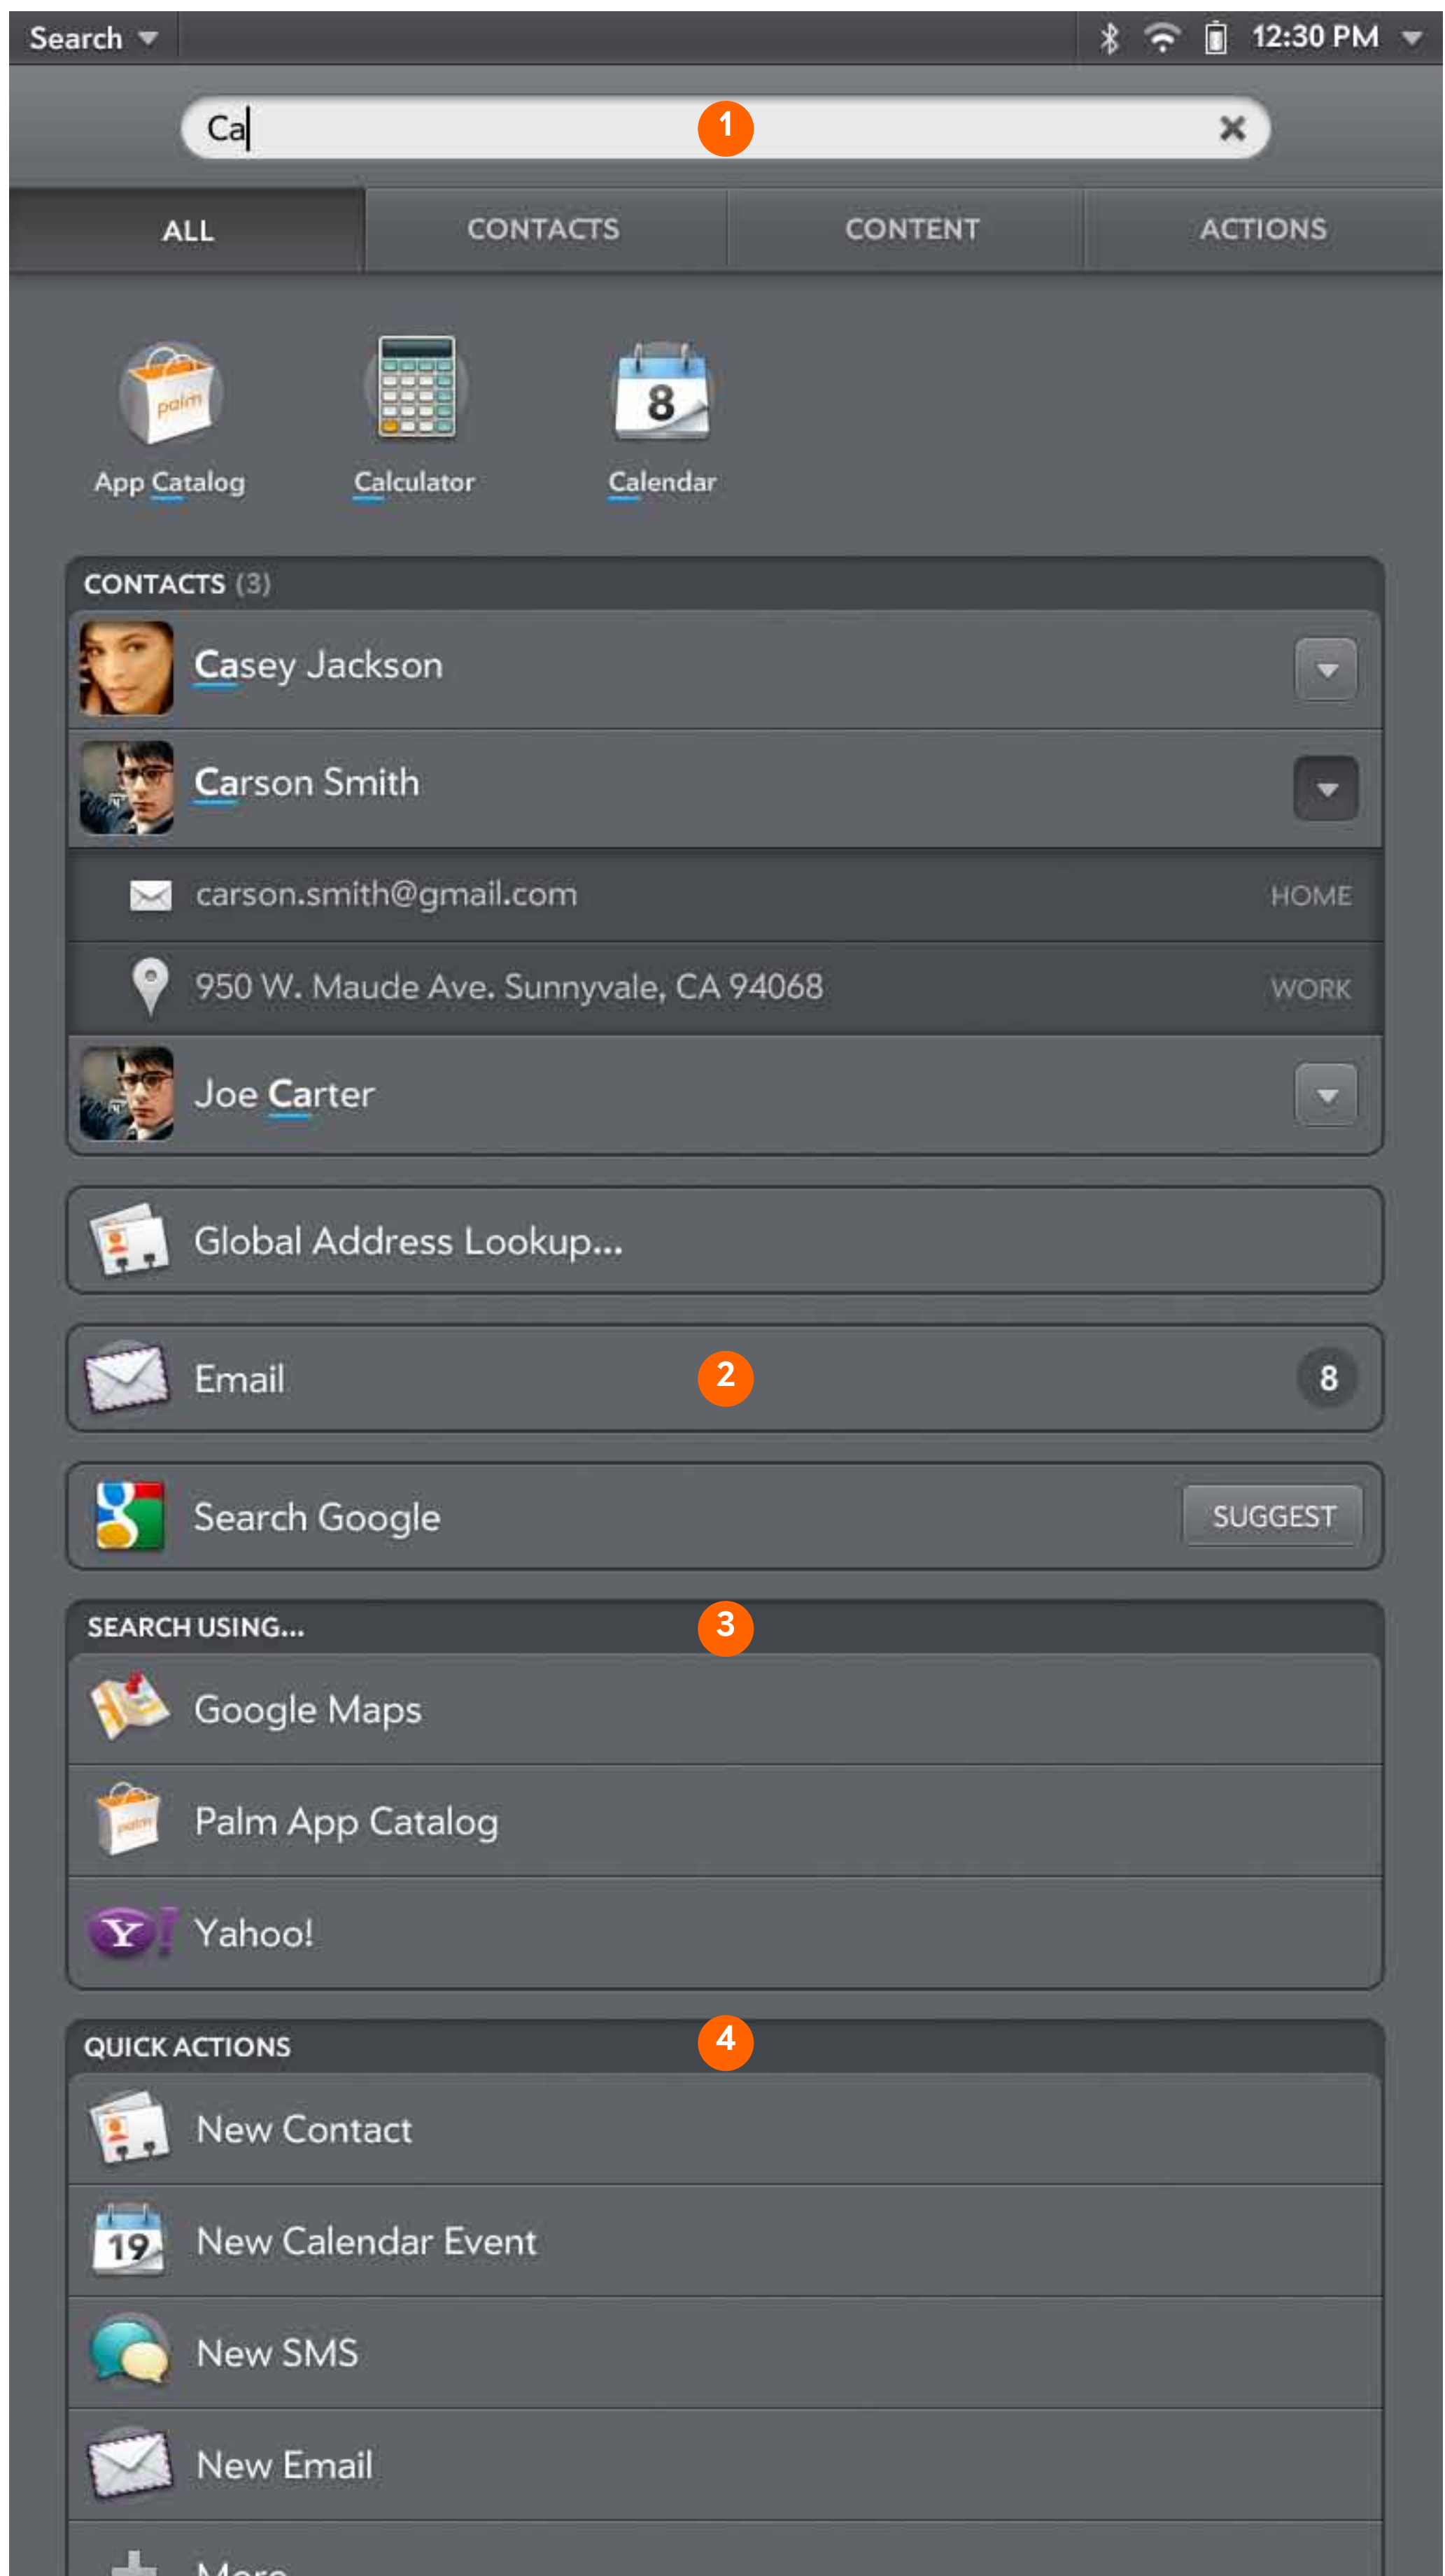 Search 12:30 PM
Ca 1
ALL CONTACTS CONTENT ACTIONS
palm 8
App Catalog Calculator Calendar
CONTACTS (3)
Casey Jackson
Carson Smith
carson.smith@gmail.com HOME
950 W. Maude Ave. Sunnyvale, CA 94068 WORK
Joe Carter
Global Address Lookup...
Email 2 8
Search Google SUGGEST
SEARCH USING... 3
Google Maps
palm Palm App Catalog
Y! Yahoo!
QUICK ACTIONS 4
New Contact
19 New Calendar Event
New SMS
New Email
More